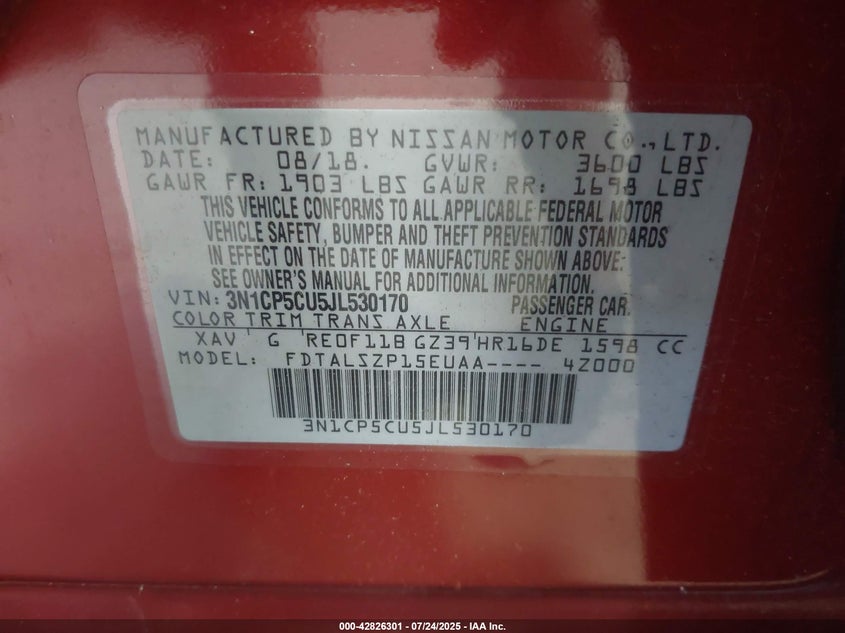 MANUFACTURED BY NISSAN MOTOR CO., LTD.
DATE: 08/18. GVWR: 3600 LBS
GAWR FR: 1903 LBS GAWR RR: 1698 LBS
THIS VEHICLE CONFORMS TO ALL APPLICABLE FEDERAL MOTOR
VEHICLE SAFETY, BUMPER AND THEFT PREVENTION STANDARDS
IN EFFECT ON THE DATE OF MANUFACTURE SHOWN ABOVE:
SEE OWNER'S MANUAL FOR ADDITIONAL INFORMATION.
VIN: 3N1CP5CU5JL530170 PASSENGER CAR.
COLOR TRIM TRANS AXLE ENGINE
XAV G RE0F11B GZ39 HR16DE 1598 CC
MODEL: FDTALSZP15EUAA---- 4Z000
3N1CP5CU5JL530170
000-42826301 | 07/24/2025 - IAA Inc.